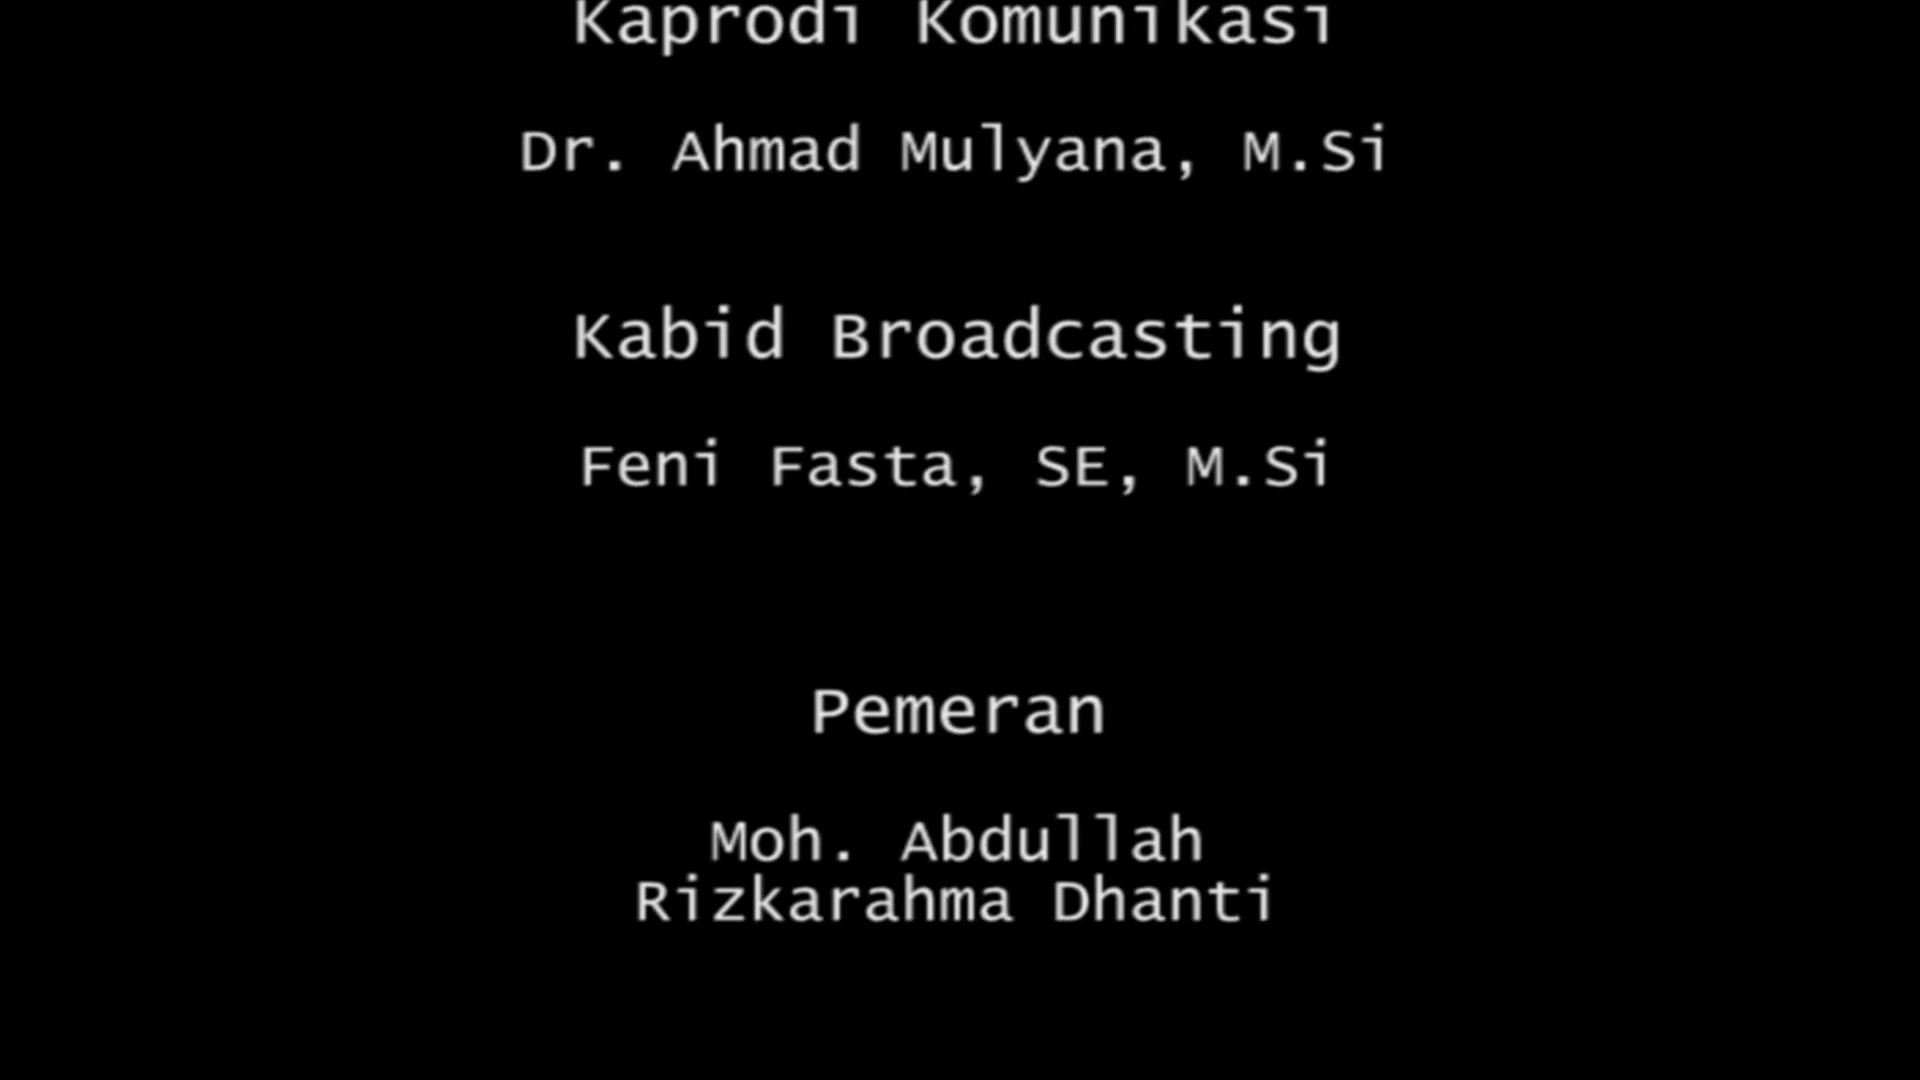 Kaprodi Komunikasi
Dr. Ahmad Mulyana, M.Si
Kabid Broadcasting
Feni Fasta, SE, M.Si
Pemeran
Moh. Abdullah
Rizkarahma Dhanti